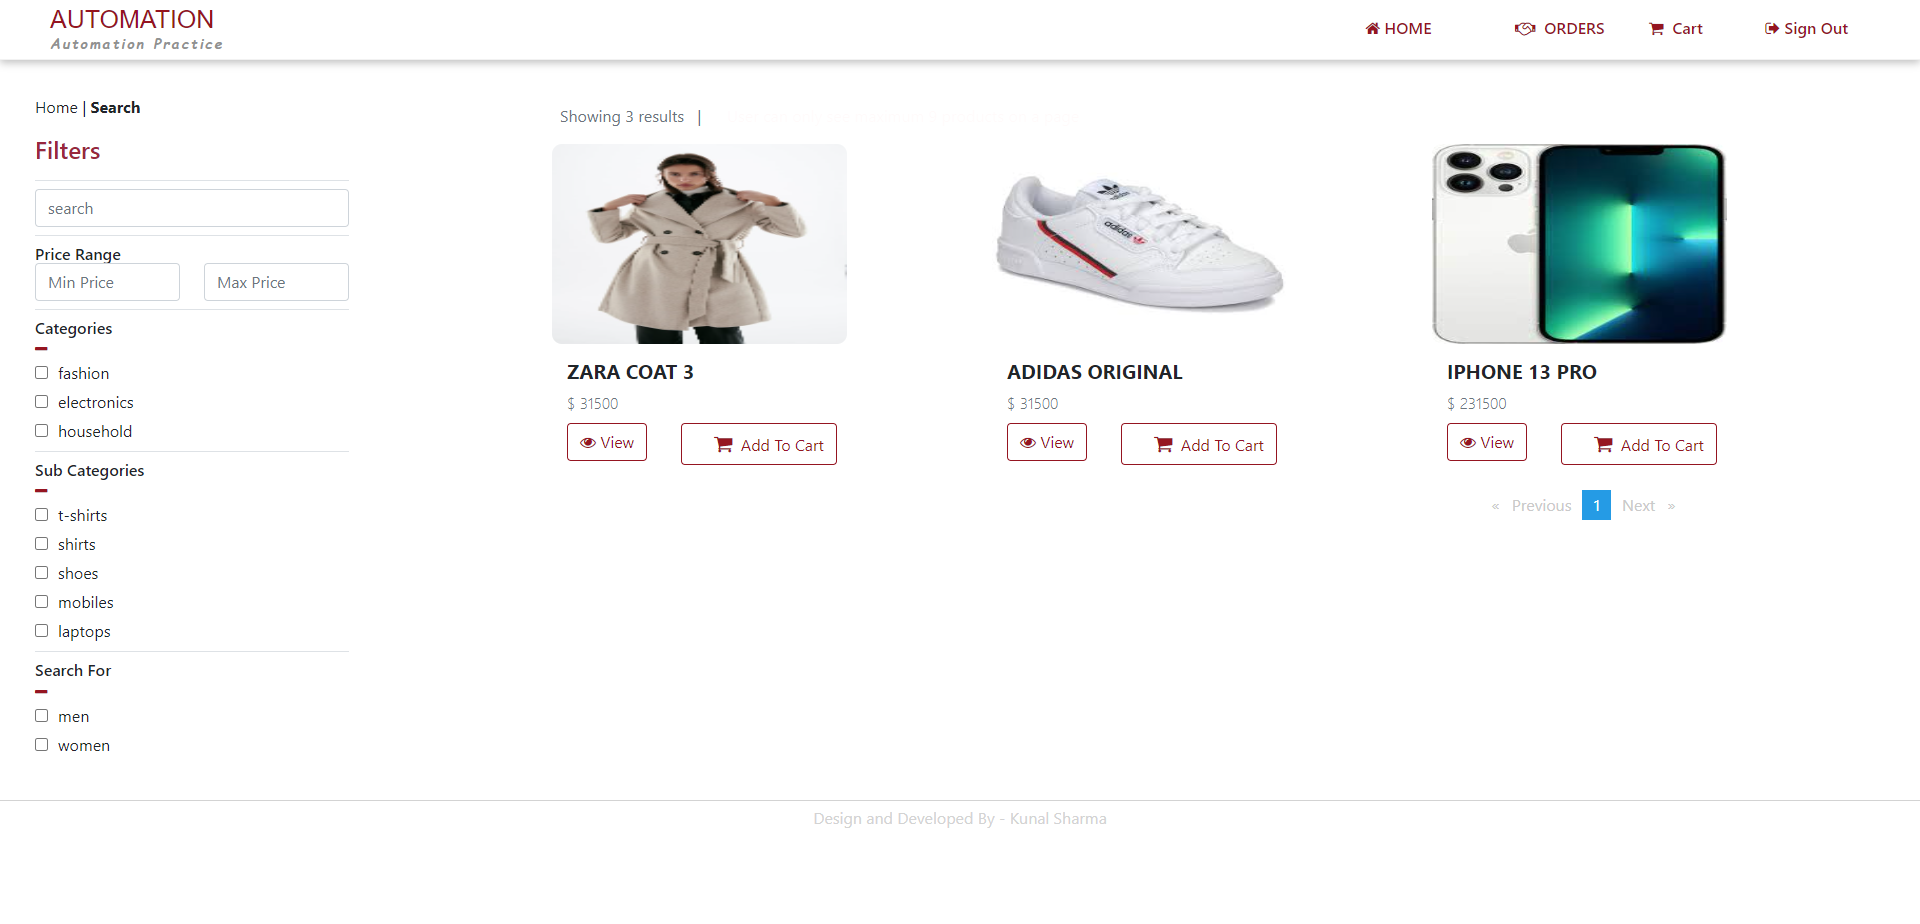 AUTOMATION
Automation Practice
HOME
ORDERS
Cart
Sign Out
Home | Search
Filters
search
Price Range
Min Price
Max Price
Categories
fashion
electronics
household
Sub Categories
t-shirts
shirts
shoes
mobiles
laptops
Search For
men
women
Showing 3 results |
adidas
adidas
ZARA COAT 3
$ 31500
View
Add To Cart
ADIDAS ORIGINAL
$ 31500
View
Add To Cart
IPHONE 13 PRO
$ 231500
View
Add To Cart
« Previous 1 Next »
Design and Developed By - Kunal Sharma